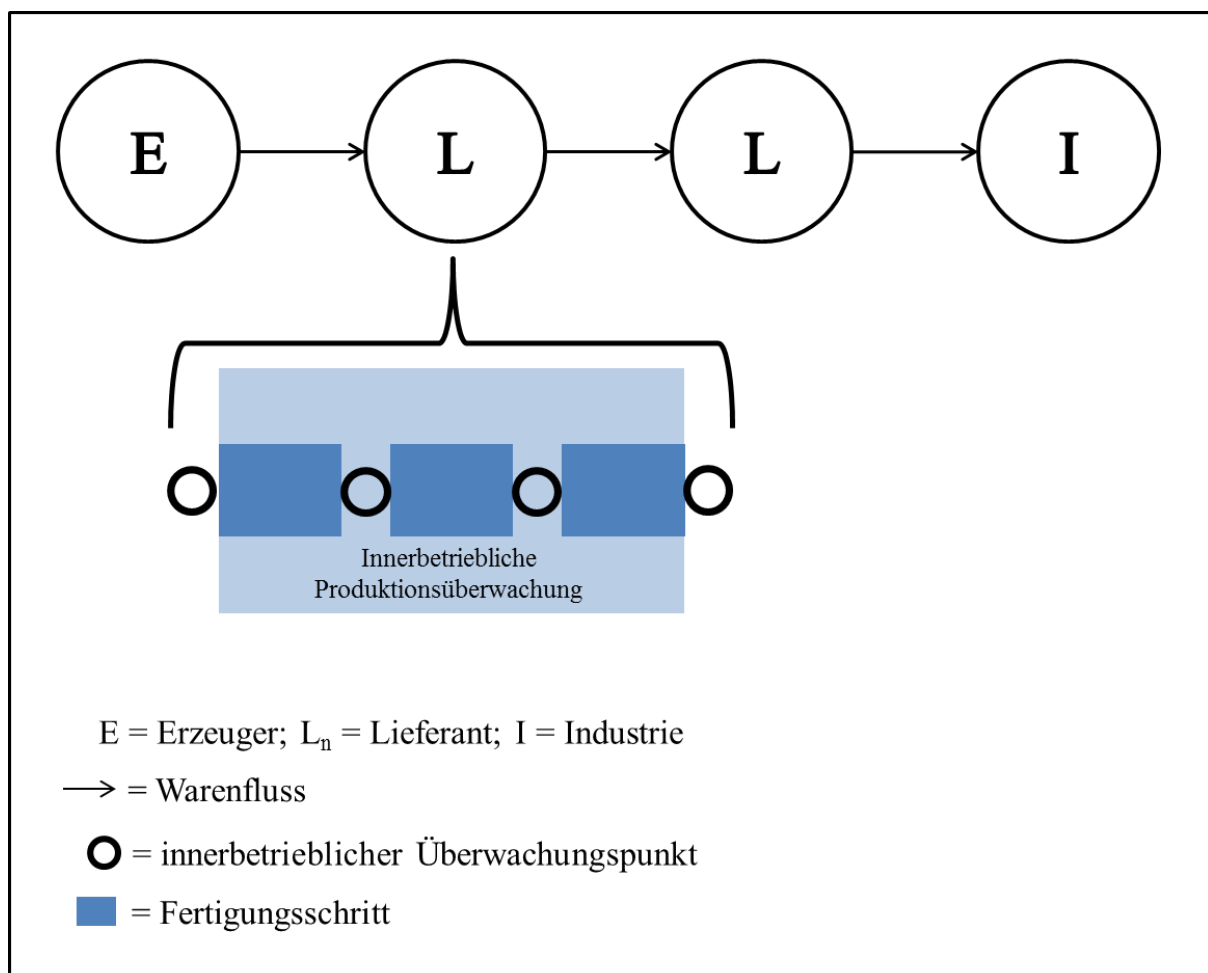 E L L I
Innerbetriebliche
Produktionsüberwachung
E = Erzeuger; Lₙ = Lieferant; I = Industrie
= Warenfluss
= innerbetrieblicher Überwachungspunkt
= Fertigungsschritt